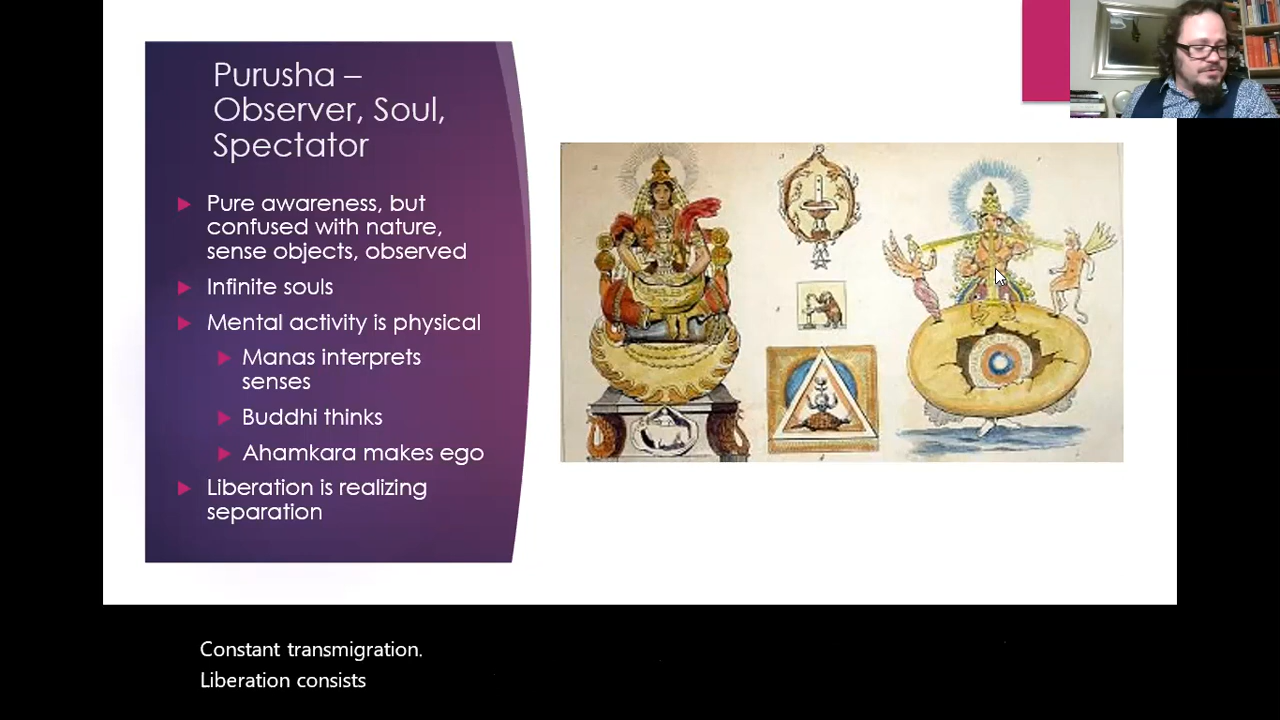 Purusha –
Observer, Soul,
Spectator
Pure awareness, but
confused with nature,
sense objects, observed
Infinite souls
Mental activity is physical
Manas interprets
senses
Buddhi thinks
Ahamkara makes ego
Liberation is realizing
separation
Constant transmigration.
Liberation consists